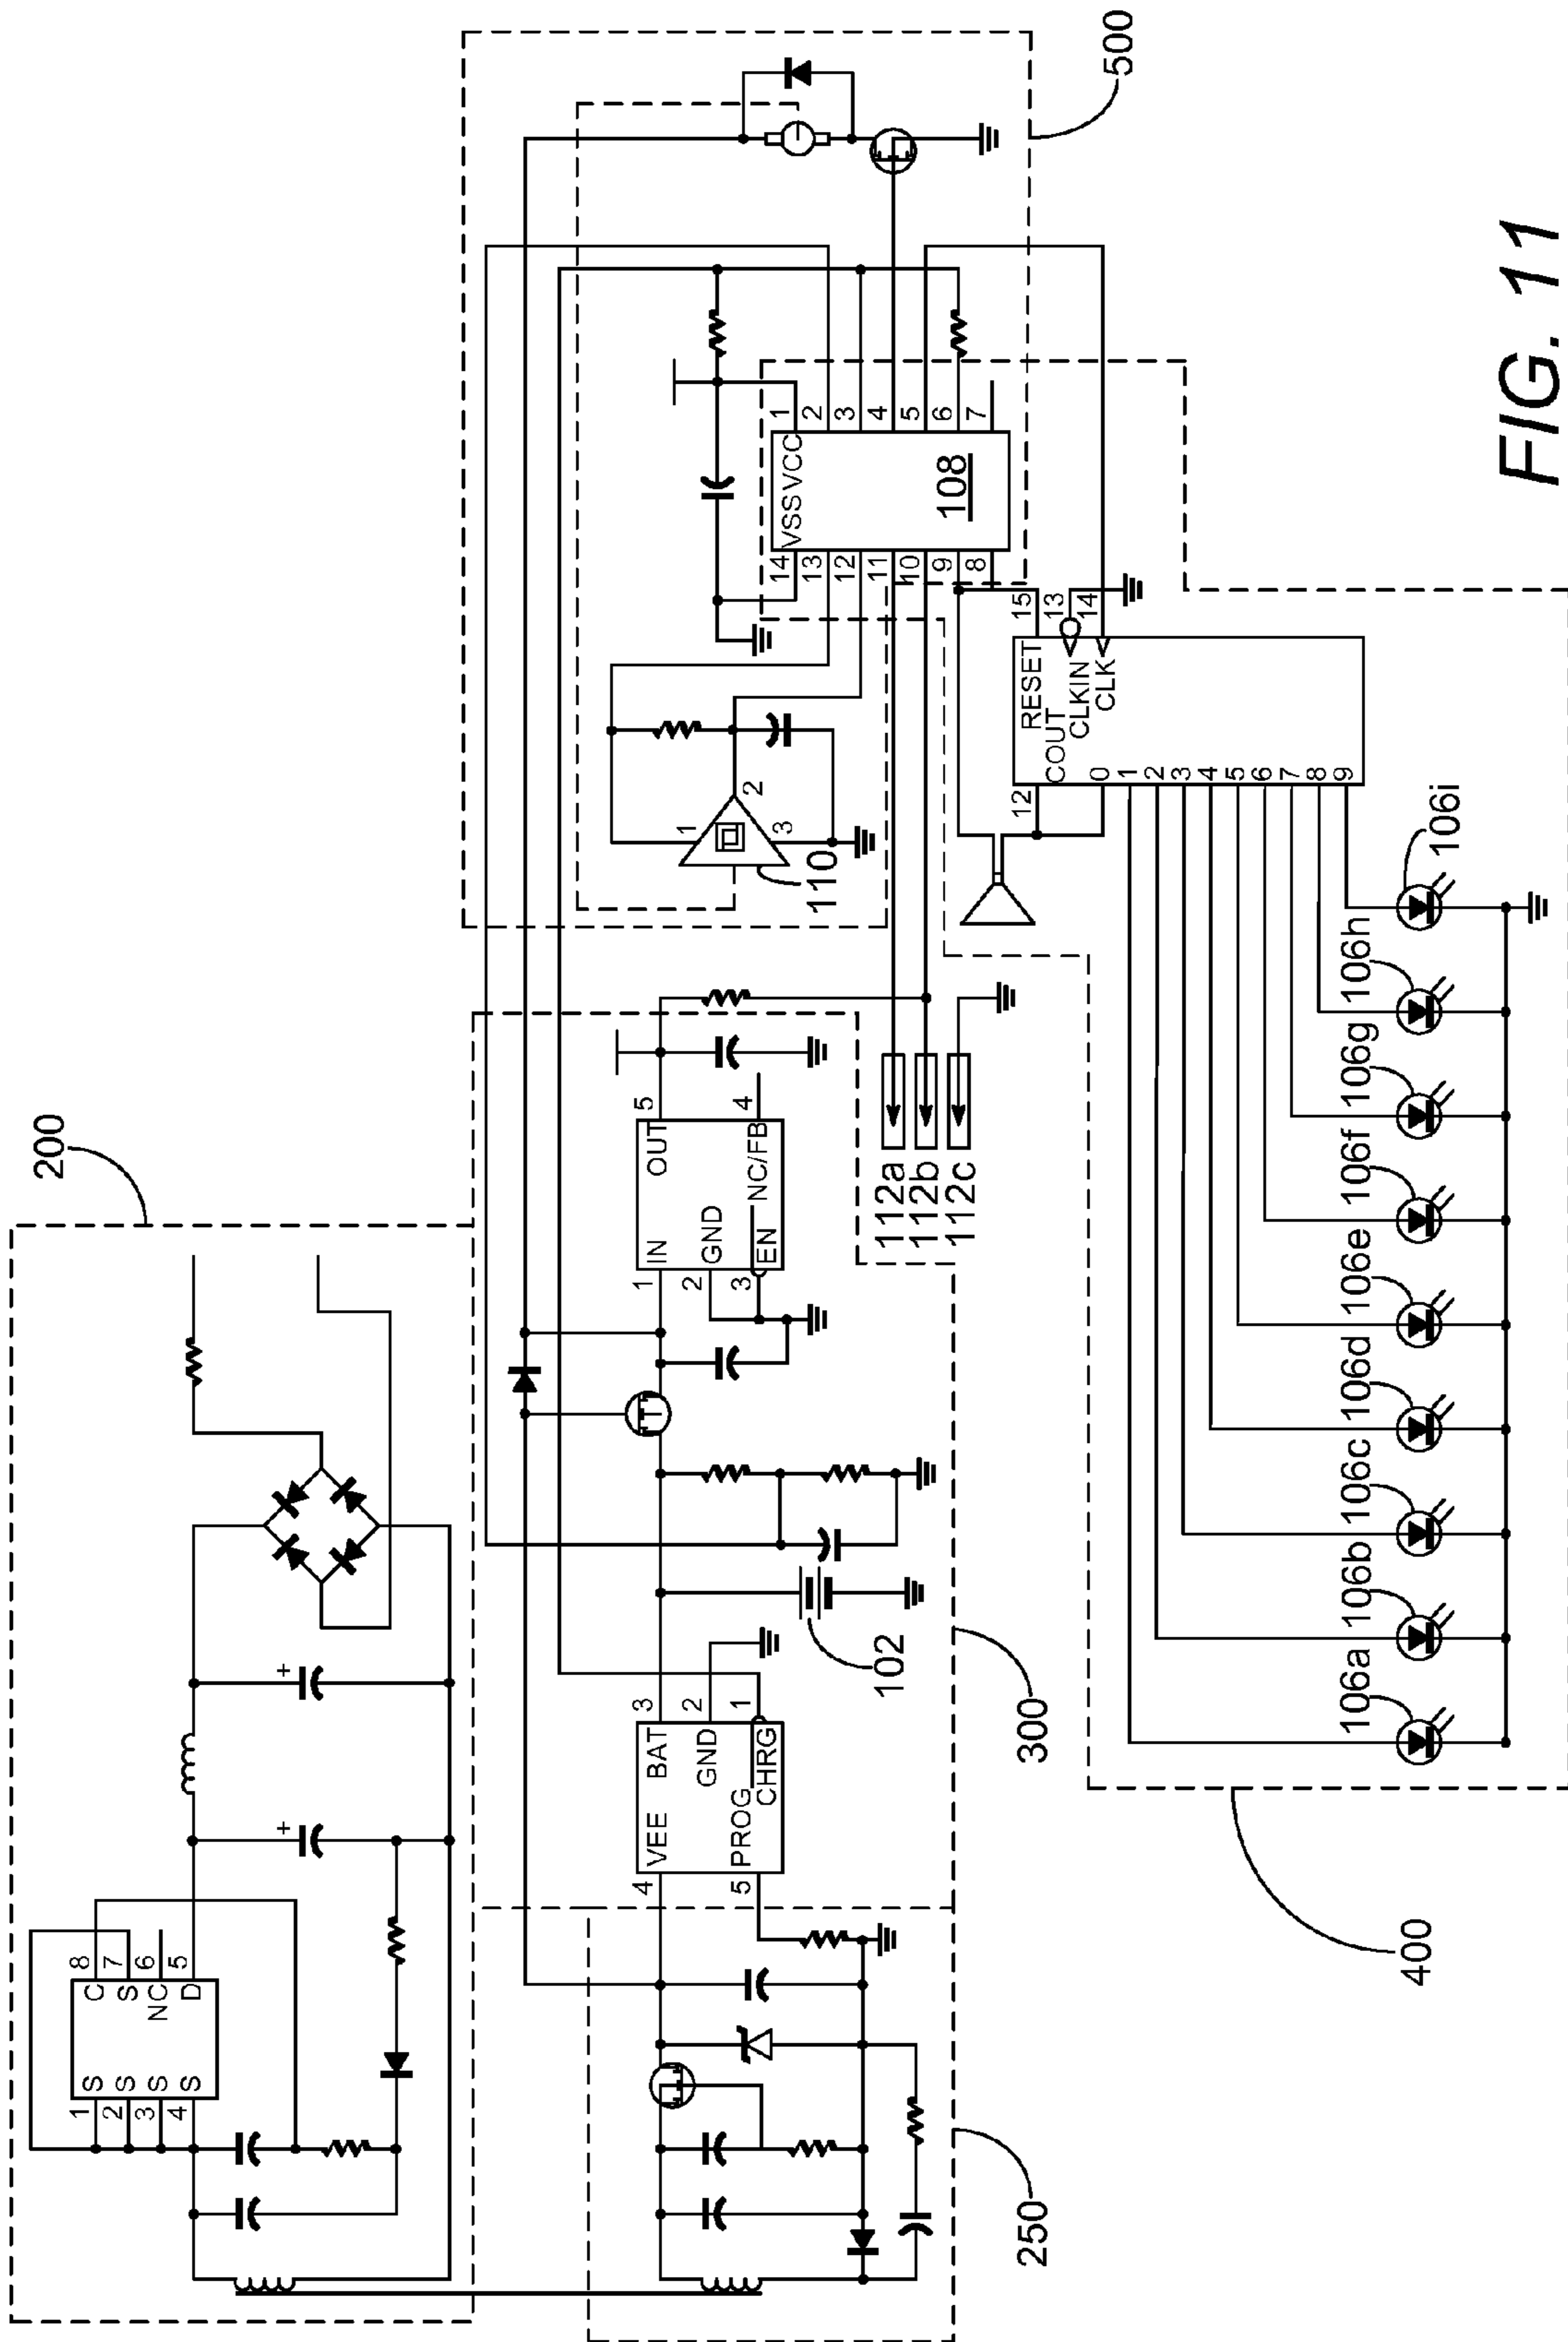 200
1 S
2 S
3 S
4 S
C 8
S 7
NC 6
D 5
+
+
250
4 VEE
5 PROG
BAT 3
GND 2
CHRG 1
102
300
1 IN
2 GND
3 EN
OUT 5
NC/FB 4
112a
112b
112c
110
1
2
3
14 VSS
13
12
11
10
9
8
VCC 1
2
3
4
5
6
7
108
500
12 COUT
0
1
2
3
4
5
6
7
8
9
RESET 15
CLKIN 13
CLK 14
106a
106b
106c
106d
106e
106f
106g
106h
106i
400
FIG. 11